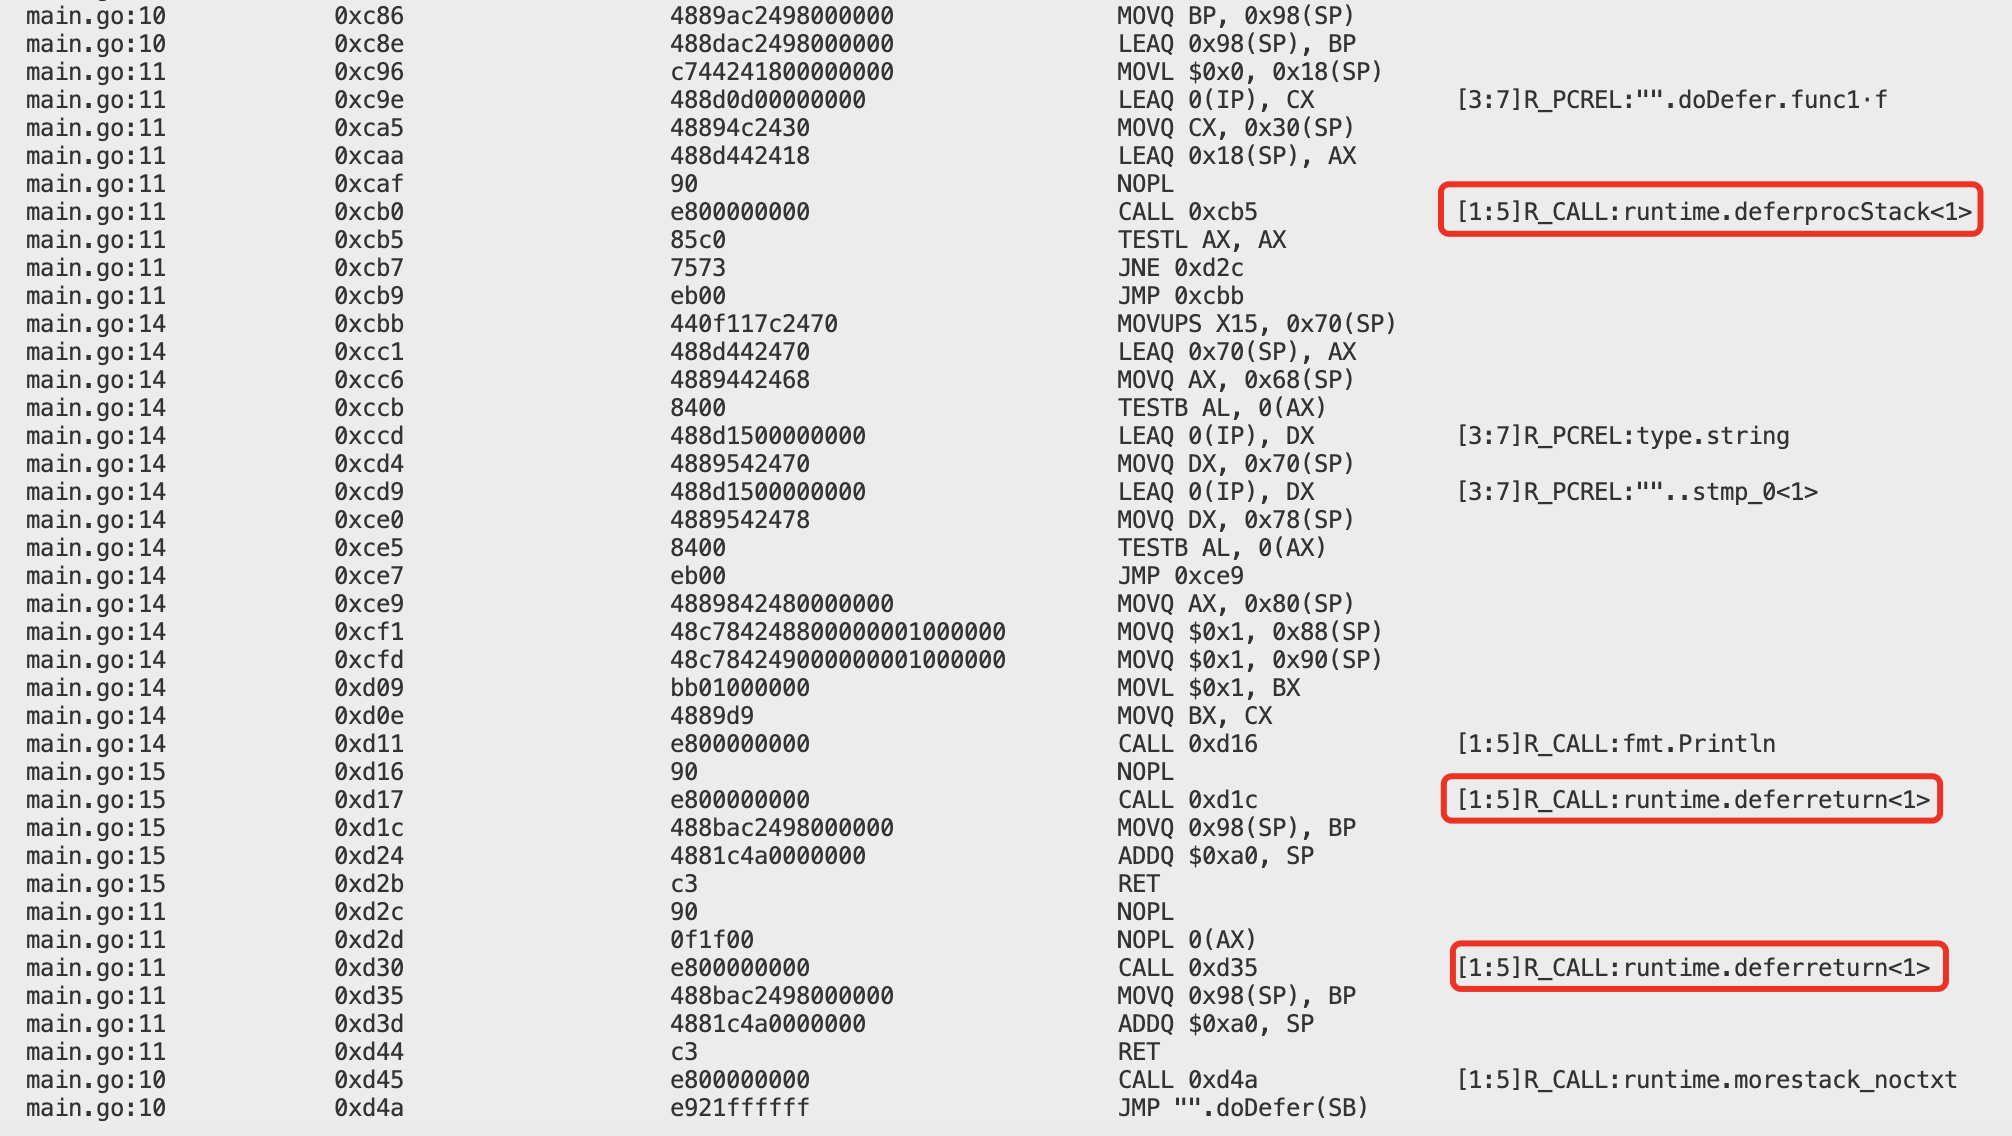 main.go:10 0xc86 4889ac2498000000 MOVQ BP, 0x98(SP)
main.go:10 0xc8e 488dac2498000000 LEAQ 0x98(SP), BP
main.go:11 0xc96 c744241800000000 MOVL $0x0, 0x18(SP)
main.go:11 0xc9e 488d0d00000000 LEAQ 0(IP), CX [3:7]R_PCREL:"".doDefer.func1·f
main.go:11 0xca5 48894c2430 MOVQ CX, 0x30(SP)
main.go:11 0xcaa 488d442418 LEAQ 0x18(SP), AX
main.go:11 0xcaf 90 NOPL
main.go:11 0xcb0 e800000000 CALL 0xcb5 [1:5]R_CALL:runtime.deferprocStack<1>
main.go:11 0xcb5 85c0 TESTL AX, AX
main.go:11 0xcb7 7573 JNE 0xd2c
main.go:11 0xcb9 eb00 JMP 0xcbb
main.go:14 0xcbb 440f117c2470 MOVUPS X15, 0x70(SP)
main.go:14 0xcc1 488d442470 LEAQ 0x70(SP), AX
main.go:14 0xcc6 4889442468 MOVQ AX, 0x68(SP)
main.go:14 0xccb 8400 TESTB AL, 0(AX)
main.go:14 0xccd 488d1500000000 LEAQ 0(IP), DX [3:7]R_PCREL:type.string
main.go:14 0xcd4 4889542470 MOVQ DX, 0x70(SP)
main.go:14 0xcd9 488d1500000000 LEAQ 0(IP), DX [3:7]R_PCREL:""..stmp_0<1>
main.go:14 0xce0 4889542478 MOVQ DX, 0x78(SP)
main.go:14 0xce5 8400 TESTB AL, 0(AX)
main.go:14 0xce7 eb00 JMP 0xce9
main.go:14 0xce9 4889842480000000 MOVQ AX, 0x80(SP)
main.go:14 0xcf1 48c784248800000001000000 MOVQ $0x1, 0x88(SP)
main.go:14 0xcfd 48c784249000000001000000 MOVQ $0x1, 0x90(SP)
main.go:14 0xd09 bb01000000 MOVL $0x1, BX
main.go:14 0xd0e 4889d9 MOVQ BX, CX
main.go:14 0xd11 e800000000 CALL 0xd16 [1:5]R_CALL:fmt.Println
main.go:15 0xd16 90 NOPL
main.go:15 0xd17 e800000000 CALL 0xd1c [1:5]R_CALL:runtime.deferreturn<1>
main.go:15 0xd1c 488bac2498000000 MOVQ 0x98(SP), BP
main.go:15 0xd24 4881c4a0000000 ADDQ $0xa0, SP
main.go:15 0xd2b c3 RET
main.go:11 0xd2c 90 NOPL
main.go:11 0xd2d 0f1f00 NOPL 0(AX)
main.go:11 0xd30 e800000000 CALL 0xd35 [1:5]R_CALL:runtime.deferreturn<1>
main.go:11 0xd35 488bac2498000000 MOVQ 0x98(SP), BP
main.go:11 0xd3d 4881c4a0000000 ADDQ $0xa0, SP
main.go:11 0xd44 c3 RET
main.go:10 0xd45 e800000000 CALL 0xd4a [1:5]R_CALL:runtime.morestack_noctxt
main.go:10 0xd4a e921ffffff JMP "".doDefer(SB)